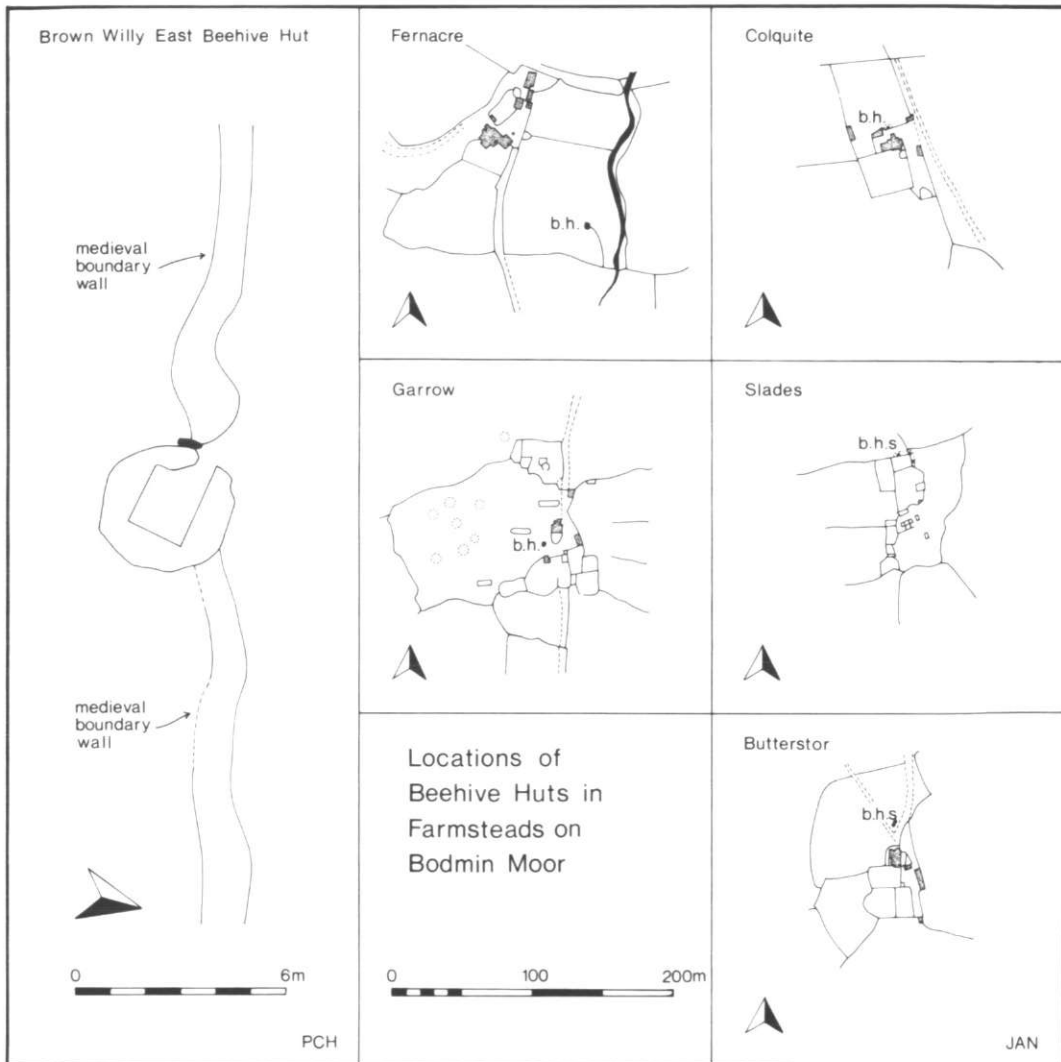 Brown Willy East Beehive Hut
medieval
boundary
wall
medieval
boundary
wall
0 6m
PCH
Fernacre
b.h.
Colquite
b.h.
Garrow
b.h.
Slades
b.h.s
Locations of
Beehive Huts in
Farmsteads on
Bodmin Moor
0 100 200m
Butterstor
b.h.s
JAN